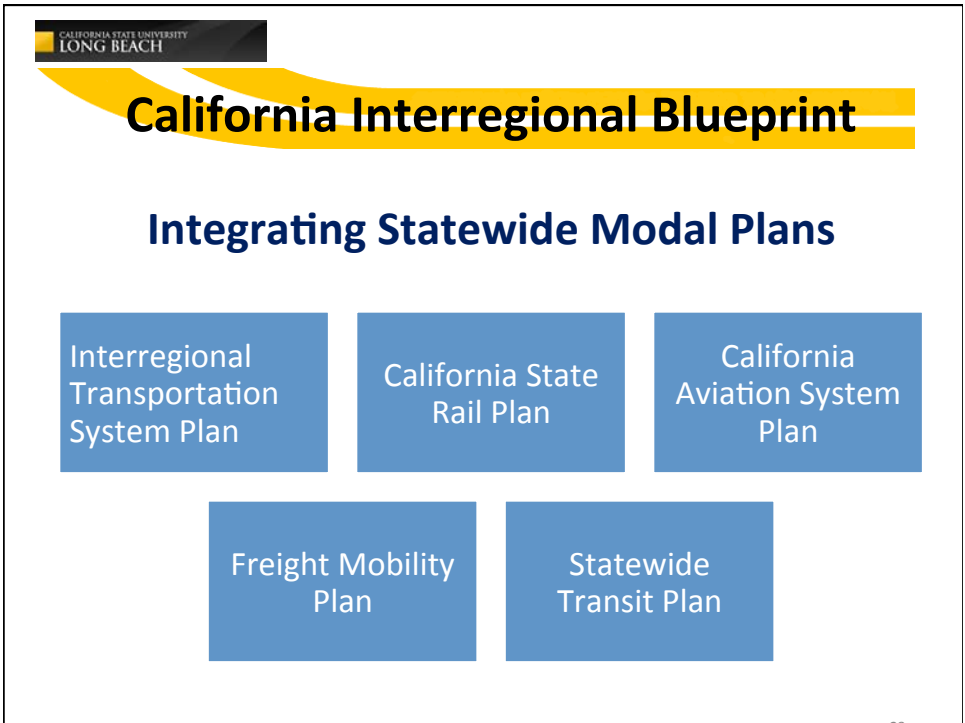 CALIFORNIA STATE UNIVERSITY
LONG BEACH
California Interregional Blueprint
Integrating Statewide Modal Plans
Interregional
Transportation
System Plan
California State
Rail Plan
California
Aviation System
Plan
Freight Mobility
Plan
Statewide
Transit Plan